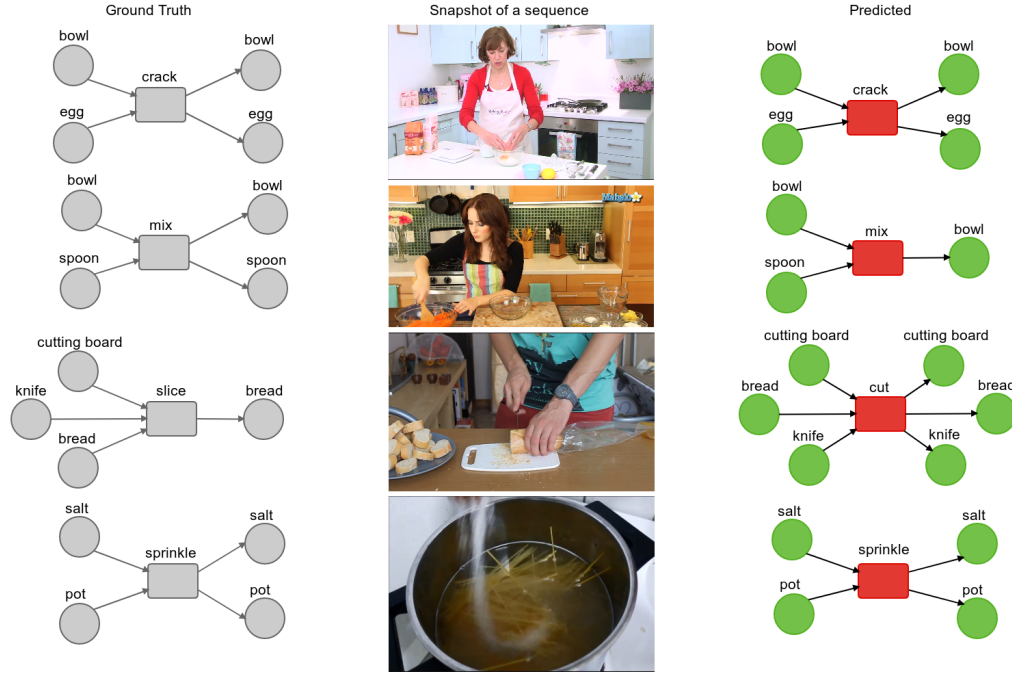 Ground Truth
Snapshot of a sequence
Predicted
bowl
bowl
crack
egg
egg
bowl
bowl
crack
egg
egg
bowl
bowl
mix
spoon
spoon
bowl
mix
bowl
spoon
cutting board
knife
slice
bread
bread
cutting board
cutting board
bread
cut
bread
knife
knife
salt
salt
sprinkle
pot
pot
salt
salt
sprinkle
pot
pot